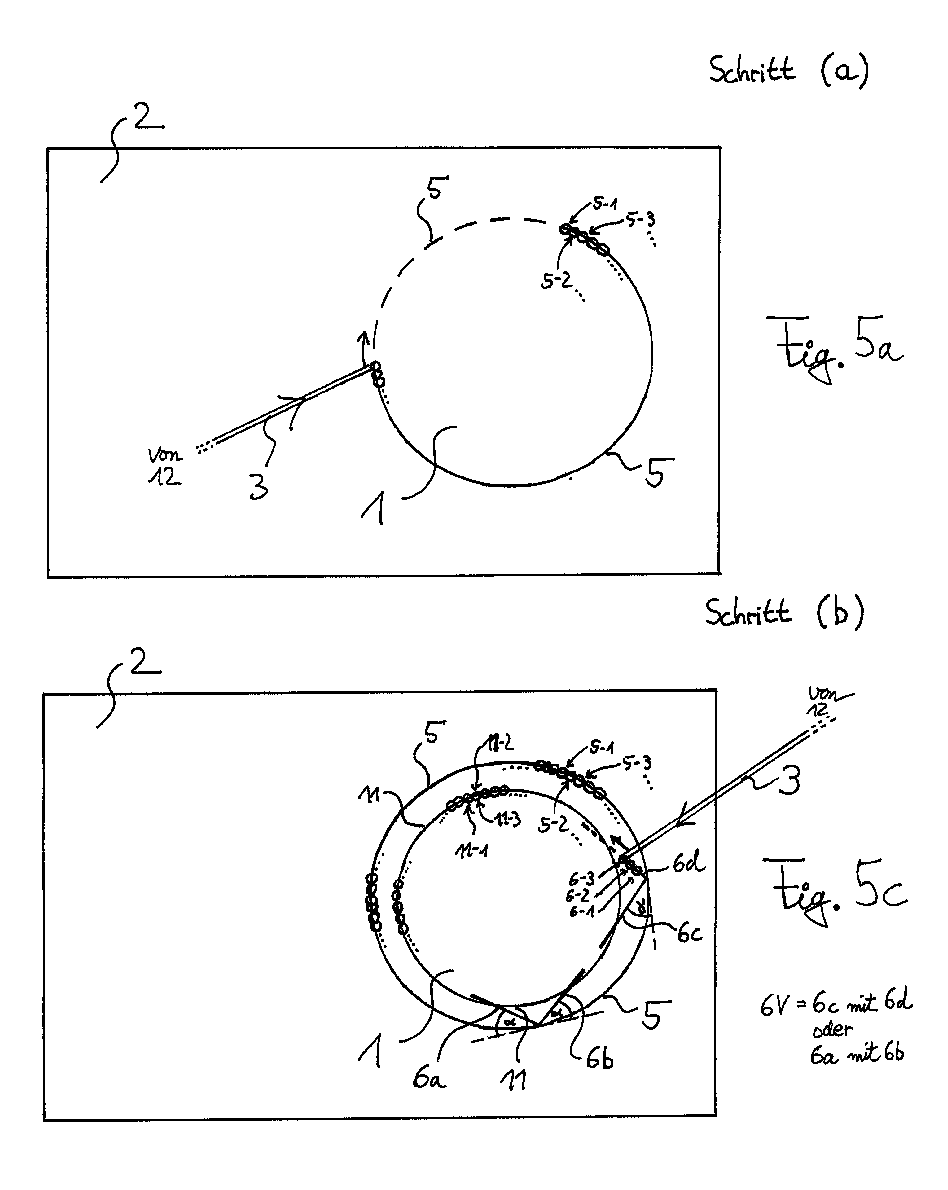 Schritt (a)
2
5
5-1
5-3
5-2
Fig. 5a
von
12
3
1
5
Schritt (b)
2
von
12
5
11-2
5-1
5-3
3
11
11-3
5-2
11-1
6-3
6d
6-2
6-1
Fig. 5c
α
6c
6V = 6c mit 6d
oder
6a mit 6b
1
α
α
5
6a
11
6b